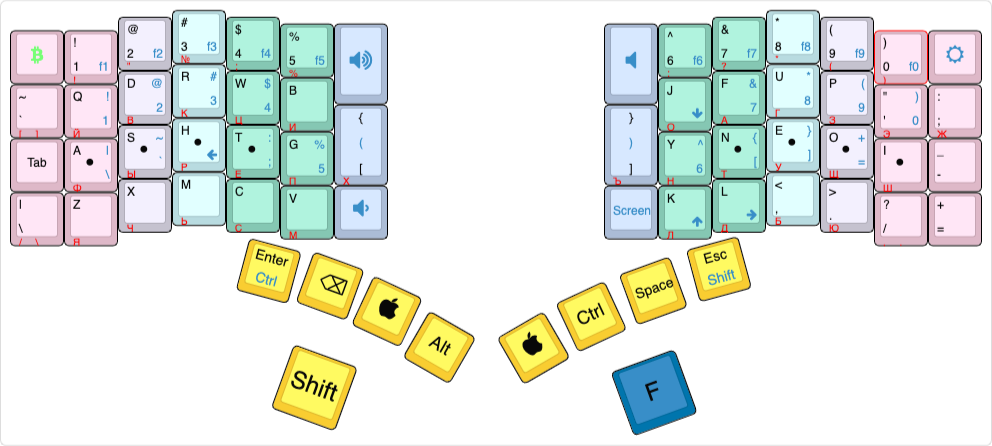 ! 1 f1 !
@ 2 f2 "
# 3 f3 №
$ 4 f4 ;
% 5 f5 %
^ 6 f6 :
& 7 f7 ?
* 8 f8 *
( 9 f9 (
) 0 f0 )
~ ` [ ]
Q ! 1 Й
D @ 2 В
R # 3 К
W $ 4 Ц
B И
{ ( [ Х
J О
F & 7 А
U * 8 Г
P ( 9 З
" ) ' 0 Э
: ; Ж
Tab
A | \ Ф
S ~ ` Ы
H Р
T : ; Е
G % 5 П
} ) ] Ъ
Y ^ 6 Н
N { [ Т
E } ] У
O + = Щ
I Ш
_ -
| \ / \
Z Я
X Ч
M Ь
C С
V М
Screen
K Л
L Д
< , Б
> . Ю
? /
+ =
Enter
Ctrl
Alt
Shift
Ctrl
Space
Esc
Shift
F